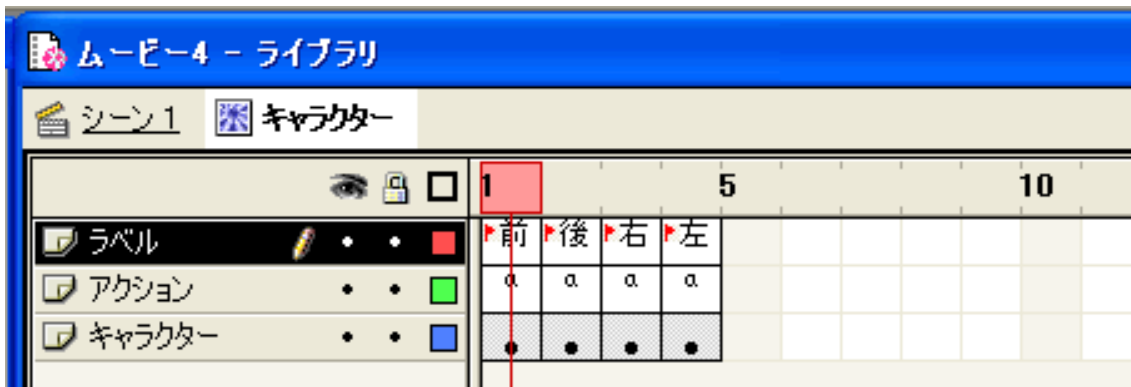 ムービー4 - ライブラリ
シーン1 キャラクター
1 5 10
ラベル 前 後 右 左
アクション a a a a
キャラクター